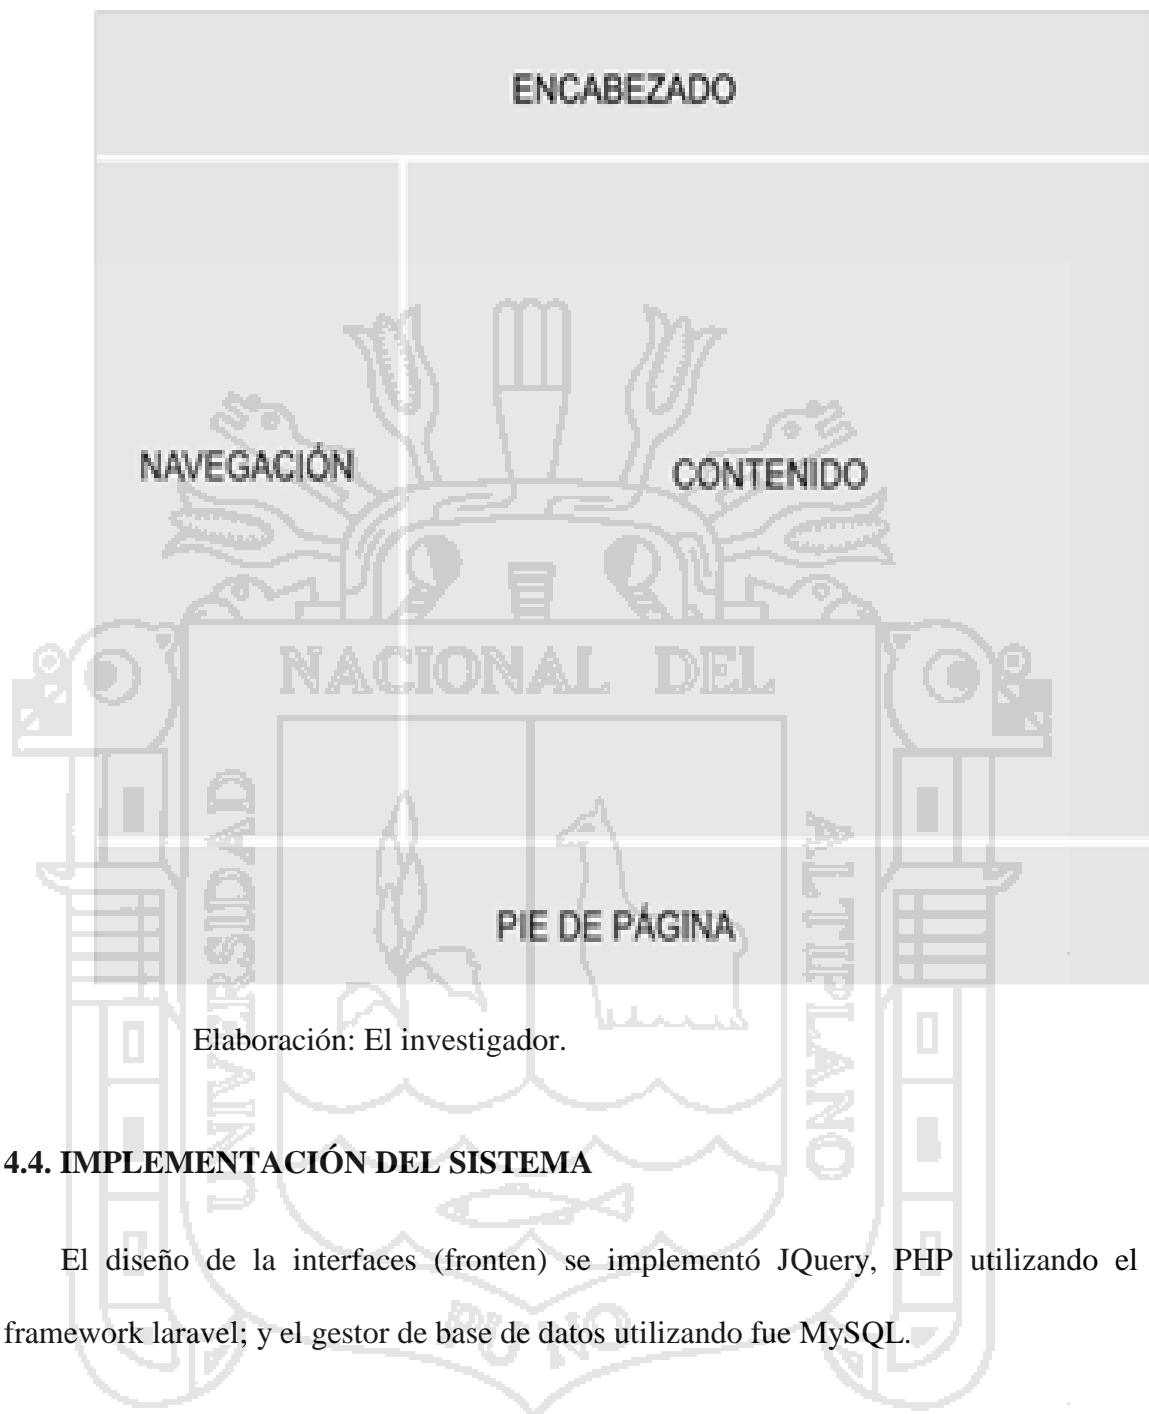 ENCABEZADO
NAVEGACIÓN
CONTENIDO
NACIONAL DEL
UNIVERSIDAD
ALTIPLANO
PIE DE PÁGINA
Elaboración: El investigador.
4.4. IMPLEMENTACIÓN DEL SISTEMA
El diseño de la interfaces (fronten) se implementó JQuery, PHP utilizando el
framework laravel; y el gestor de base de datos utilizando fue MySQL.
PUNO